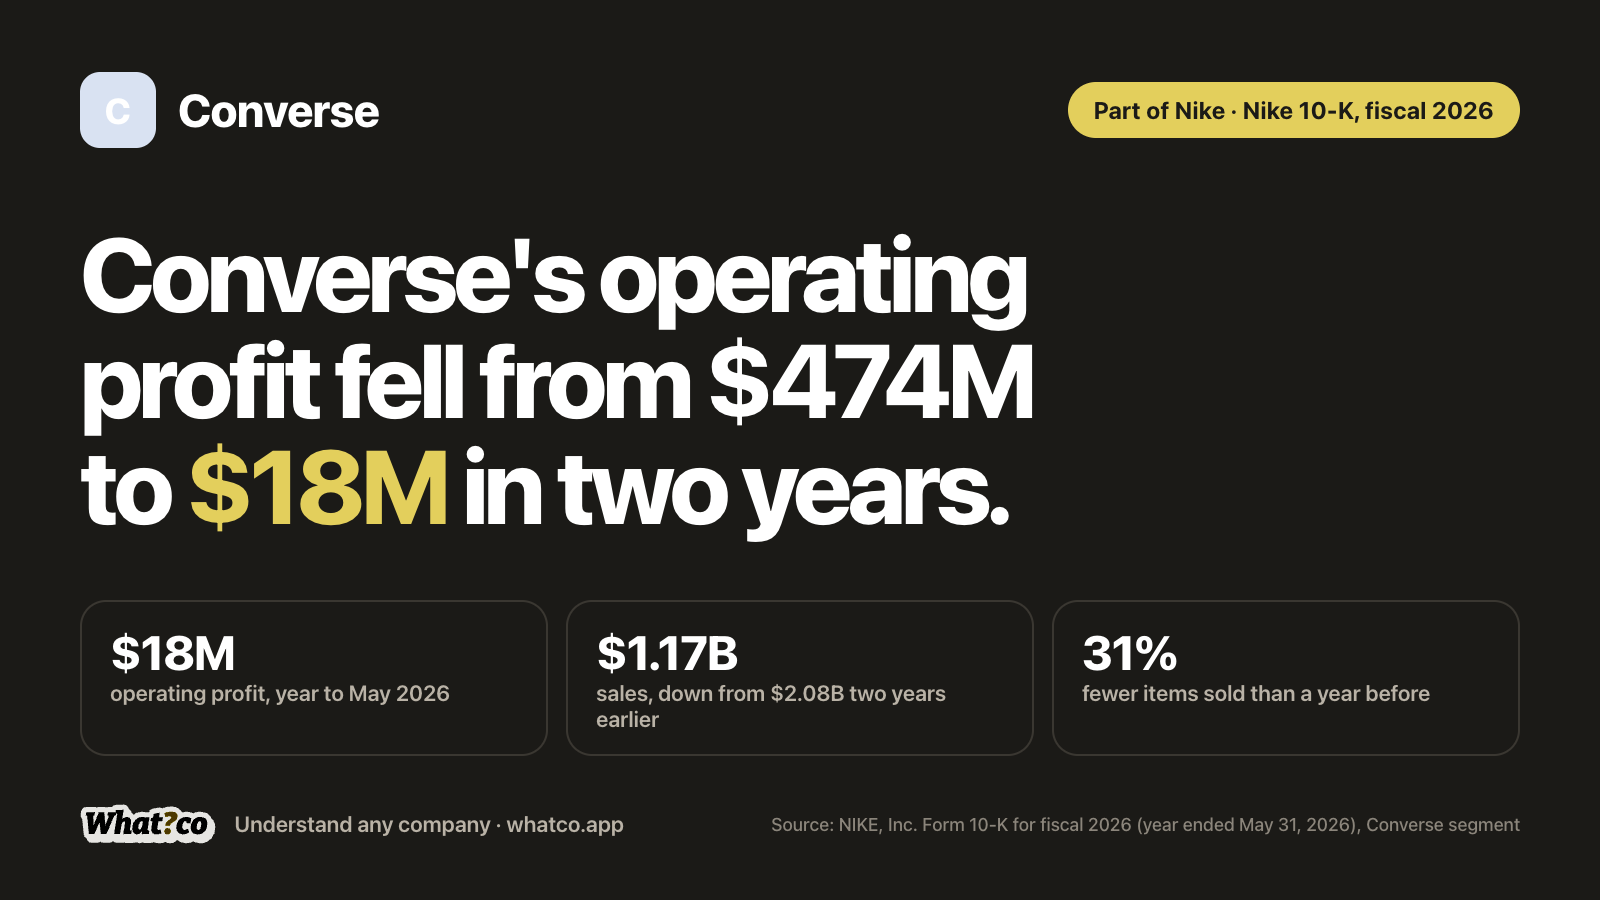 C
Converse
Part of Nike · Nike 10-K, fiscal 2026
Converse's operating
profit fell from $474M
to $18M in two years.
$18M
operating profit, year to May 2026
$1.17B
sales, down from $2.08B two years
earlier
31%
fewer items sold than a year before
What?co
Understand any company · whatco.app
Source: NIKE, Inc. Form 10-K for fiscal 2026 (year ended May 31, 2026), Converse segment